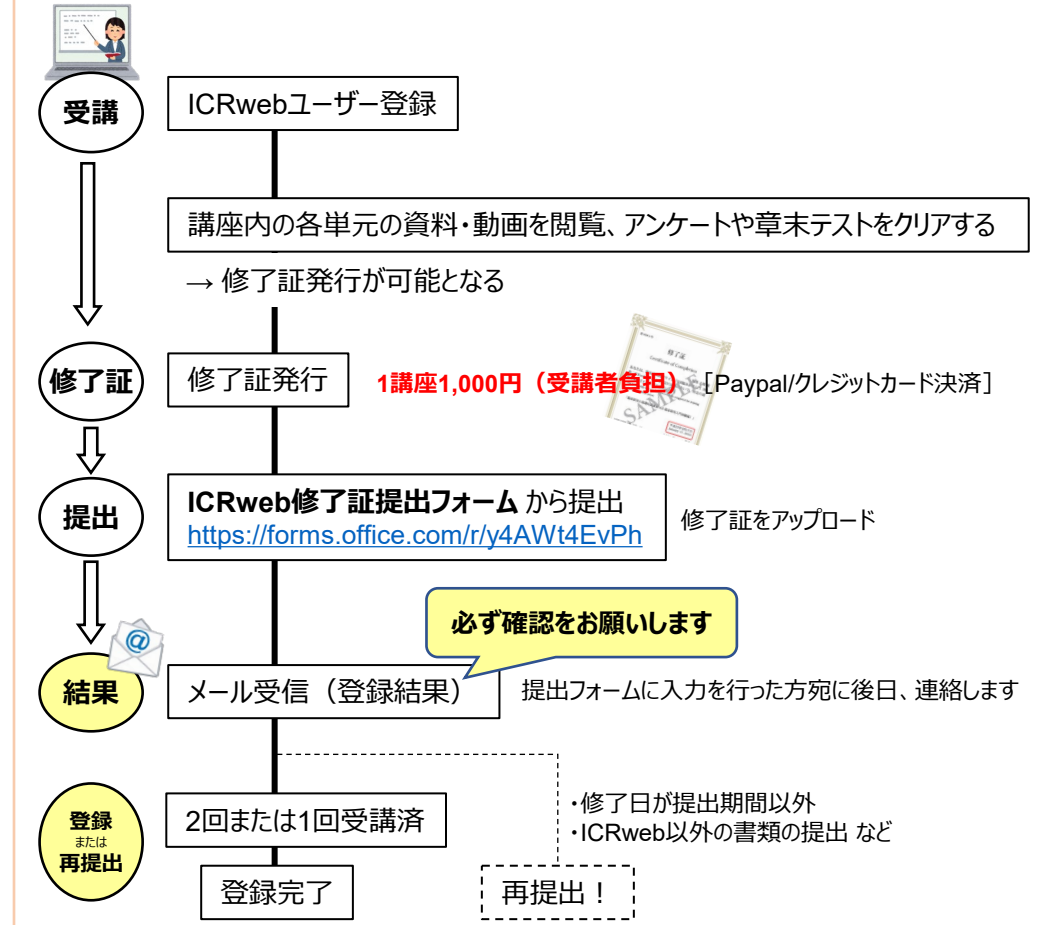 受講
ICRwebユーザー登録
講座内の各単元の資料・動画を閲覧、アンケートや章末テストをクリアする
→ 修了証発行が可能となる
修了証
修了証発行
1講座1,000円（受講者負担）［Paypal/クレジットカード決済］
修了証
Certificate of Completion
SAMPLE
提出
ICRweb修了証提出フォーム から提出
https://forms.office.com/r/y4AWt4EvPh
修了証をアップロード
必ず確認をお願いします
@
結果
メール受信（登録結果）
提出フォームに入力を行った方宛に後日、連絡します
登録
または
再提出
2回または1回受講済
・修了日が提出期間以外
・ICRweb以外の書類の提出 など
登録完了
再提出！